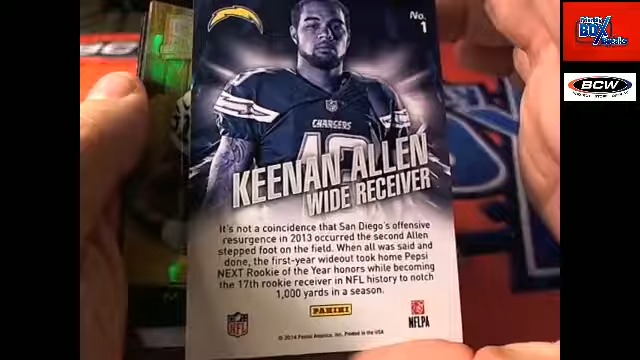 No.
1
CHARGERS
KEENAN ALLEN
WIDE RECEIVER
It's not a coincidence that San Diego's offensive
resurgence in 2013 occurred the second Allen
stepped foot on the field. When all was said and
done, the first-year wideout took home Pepsi
NEXT Rookie of the Year honors while becoming
the 17th rookie receiver in NFL history to notch
1,000 yards in a season.
PANINI
NFL
NFLPA
© 2014 Panini America, Inc. Printed in the USA
BOX
BCW